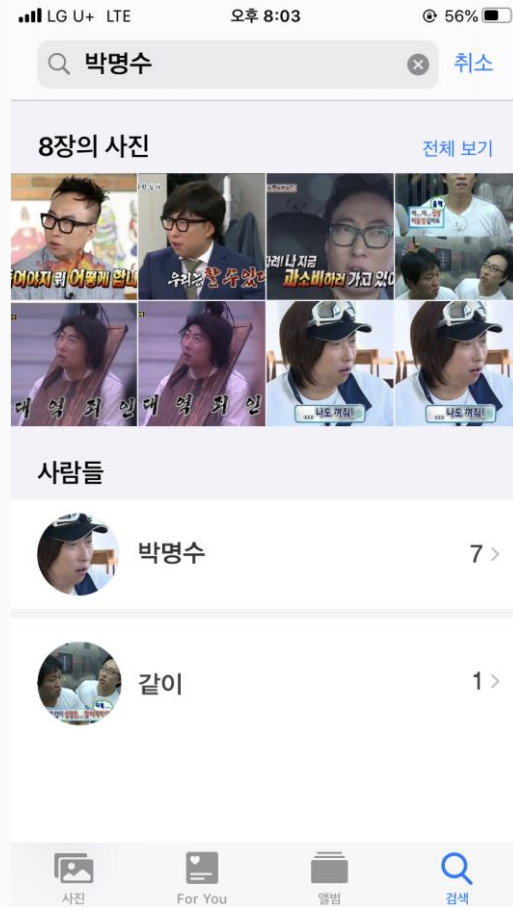 LG U+ LTE 오후 8:03 56%
박명수 취소
8장의 사진 전체 보기
어떻게 합니
우리는할 수 있다
나 지금
과소비하러 가고 있어
대 역 죄 인
대 역 죄 인
... 나도 껴줘!
... 나도 껴줘!
사람들
박명수 7
같이 1
사진 For You 앨범 검색